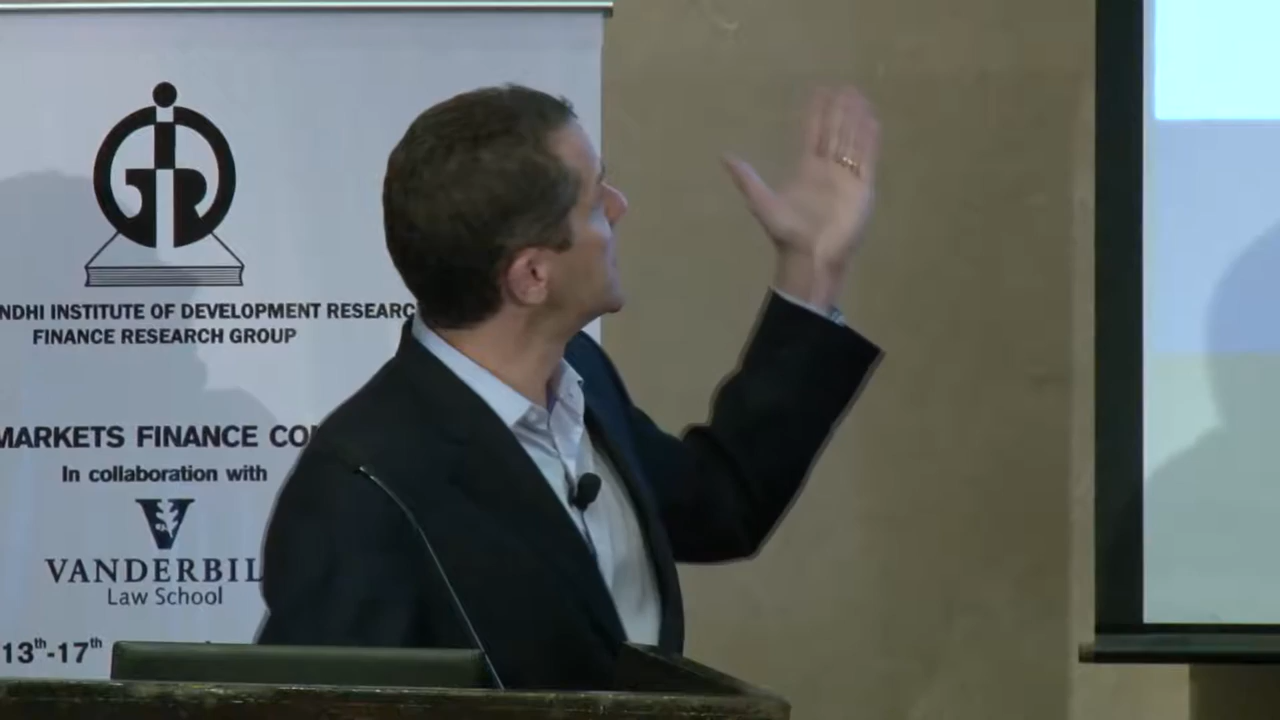 NDHI INSTITUTE OF DEVELOPMENT RESEARC
FINANCE RESEARCH GROUP
MARKETS FINANCE CO
In collaboration with
VANDERBIL
Law School
13th-17th